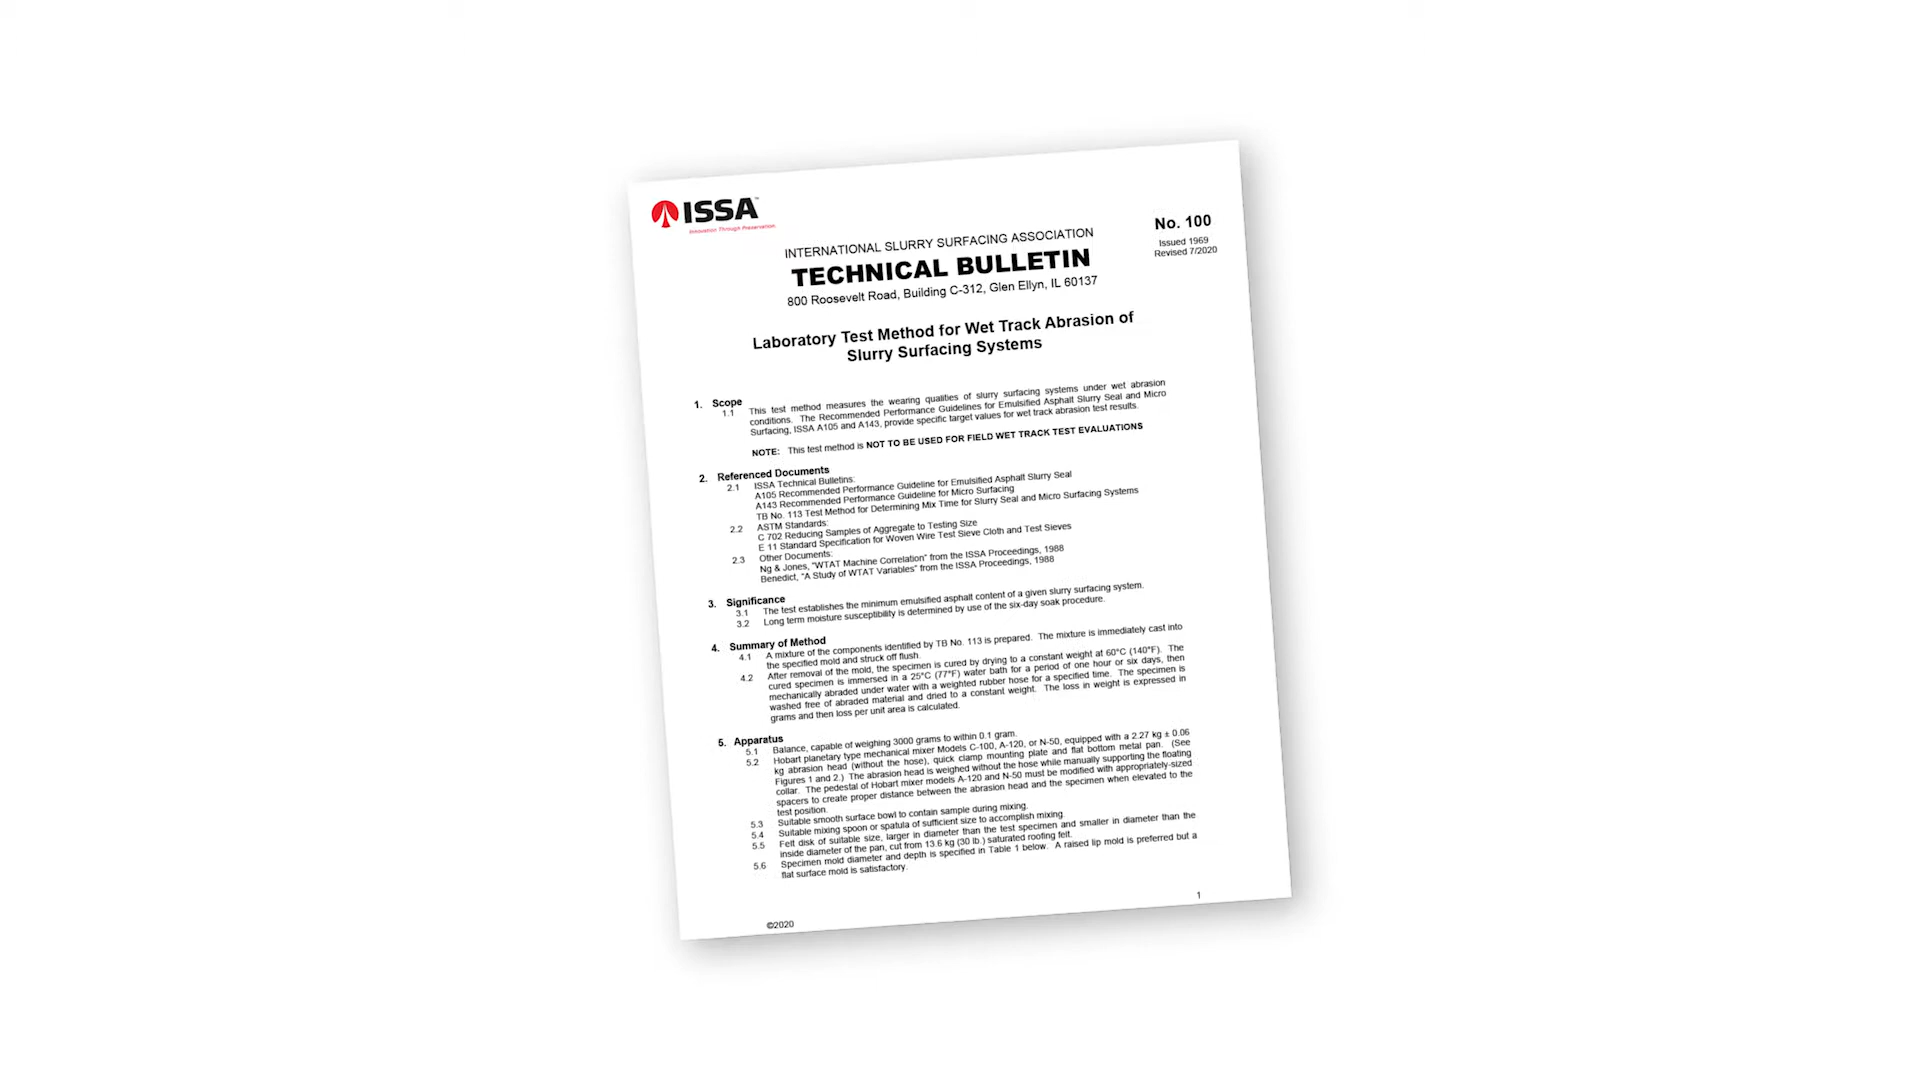 ISSA™
Innovation Through Preservation.
No. 100
Issued 1969
Revised 7/2020
INTERNATIONAL SLURRY SURFACING ASSOCIATION
TECHNICAL BULLETIN
800 Roosevelt Road, Building C-312, Glen Ellyn, IL 60137
Laboratory Test Method for Wet Track Abrasion of
Slurry Surfacing Systems
1. Scope
1.1 This test method measures the wearing qualities of slurry surfacing systems under wet abrasion
conditions. The Recommended Performance Guidelines for Emulsified Asphalt Slurry Seal and Micro
Surfacing, ISSA A105 and A143, provide specific target values for wet track abrasion test results.
NOTE: This test method is NOT TO BE USED FOR FIELD WET TRACK TEST EVALUATIONS
2. Referenced Documents
2.1 ISSA Technical Bulletins:
A105 Recommended Performance Guideline for Emulsified Asphalt Slurry Seal
A143 Recommended Performance Guideline for Micro Surfacing
TB No. 113 Test Method for Determining Mix Time for Slurry Seal and Micro Surfacing Systems
2.2 ASTM Standards:
C 702 Reducing Samples of Aggregate to Testing Size
E 11 Standard Specification for Woven Wire Test Sieve Cloth and Test Sieves
2.3 Other Documents:
Ng & Jones, "WTAT Machine Correlation" from the ISSA Proceedings, 1988
Benedict, "A Study of WTAT Variables" from the ISSA Proceedings, 1988
3. Significance
3.1 The test establishes the minimum emulsified asphalt content of a given slurry surfacing system.
3.2 Long term moisture susceptibility is determined by use of the six-day soak procedure.
4. Summary of Method
4.1 A mixture of the components identified by TB No. 113 is prepared. The mixture is immediately cast into
the specified mold and struck off flush.
4.2 After removal of the mold, the specimen is cured by drying to a constant weight at 60°C (140°F). The
cured specimen is immersed in a 25°C (77°F) water bath for a period of one hour or six days, then
mechanically abraded under water with a weighted rubber hose for a specified time. The specimen is
washed free of abraded material and dried to a constant weight. The loss in weight is expressed in
grams and then loss per unit area is calculated.
5. Apparatus
5.1 Balance, capable of weighing 3000 grams to within 0.1 gram.
5.2 Hobart planetary type mechanical mixer Models C-100, A-120, or N-50, equipped with a 2.27 kg ± 0.06
kg abrasion head (without the hose), quick clamp mounting plate and flat bottom metal pan. (See
Figures 1 and 2.) The abrasion head is weighed without the hose while manually supporting the floating
collar. The pedestal of Hobart mixer models A-120 and N-50 must be modified with appropriately-sized
spacers to create proper distance between the abrasion head and the specimen when elevated to the
test position.
5.3 Suitable smooth surface bowl to contain sample during mixing.
5.4 Suitable mixing spoon or spatula of sufficient size to accomplish mixing.
5.5 Felt disk of suitable size, larger in diameter than the test specimen and smaller in diameter than the
inside diameter of the pan, cut from 13.6 kg (30 lb.) saturated roofing felt.
5.6 Specimen mold diameter and depth is specified in Table 1 below. A raised lip mold is preferred but a
flat surface mold is satisfactory.
1
©2020